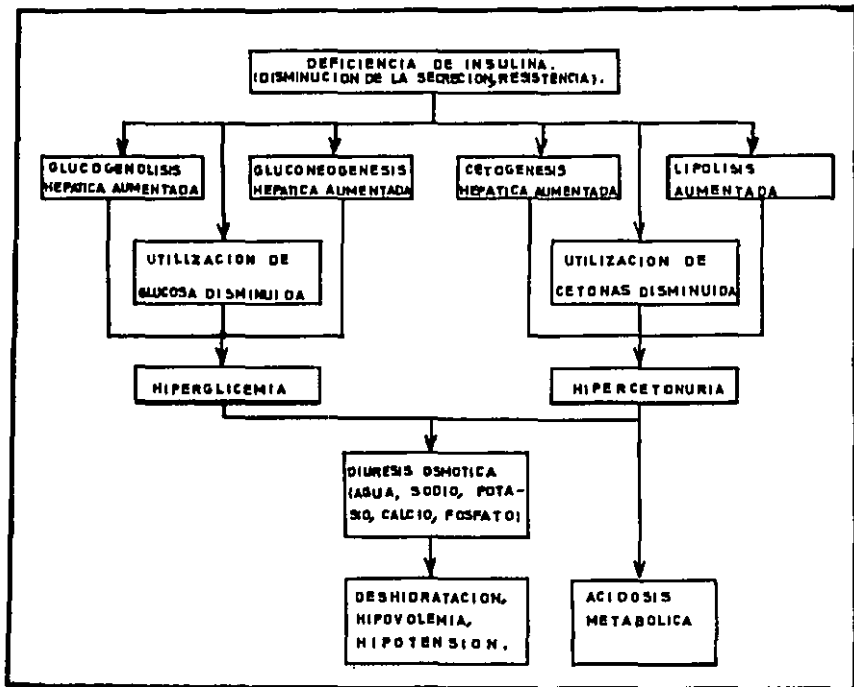 DEFICIENCIA DE INSULINA.
(DISMINUCION DE LA SECRECION, RESISTENCIA).
GLUCOGENOLISIS
HEPATICA AUMENTADA
GLUCONEOGENESIS
HEPATICA AUMENTADA
CETOGENESIS
HEPATICA AUMENTADA
LIPOLISIS
AUMENTADA
UTILIZACION DE
GLUCOSA DISMINUIDA
UTILIZACION DE
CETONAS DISMINUIDA
HIPERGLICEMIA
HIPERCETONURIA
DIURESIS OSMOTICA
(AGUA, SODIO, POTA-
SIO, CALCIO, FOSFATO)
DESHIDRATACION,
HIPOVOLEMIA,
HIPOTENSION.
ACIDOSIS
METABOLICA